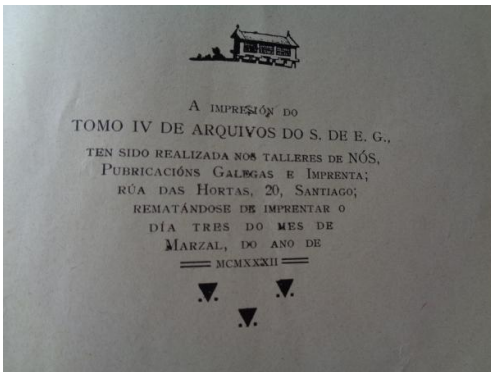 A IMPRESIÓN DO
TOMO IV DE ARQUIVOS DO S. DE E. G.,
TEN SIDO REALIZADA NOS TALLERES DE NÓS,
PUBRICACIÓNS GALEGAS E IMPRENTA;
RÚA DAS HORTAS, 20, SANTIAGO;
REMATÁNDOSE DE IMPRENTAR O
DÍA TRES DO MES DE
MARZAL, DO ANO DE
MCMXXXII